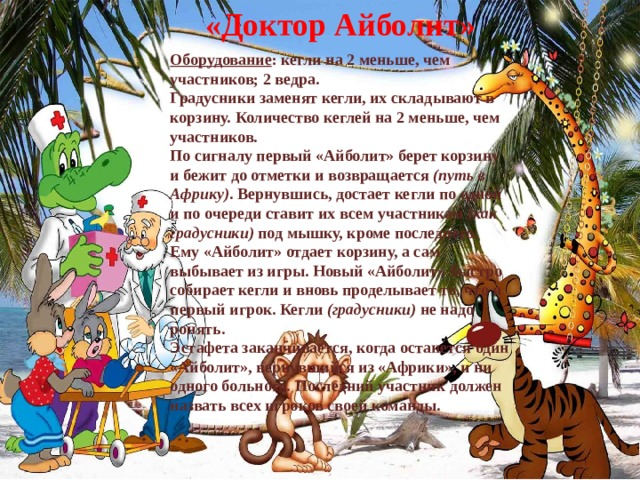 «Доктор Айболит»
Оборудование: кегли на 2 меньше, чем
участников; 2 ведра.
Градусники заменят кегли, их складывают в
корзину. Количество кеглей на 2 меньше, чем
участников.
По сигналу первый «Айболит» берет корзину
и бежит до отметки и возвращается (путь в
Африку). Вернувшись, достает кегли по одной
и по очереди ставит их всем участникам (как
градусники) под мышку, кроме последнего.
Ему «Айболит» отдает корзину, а сам
выбывает из игры. Новый «Айболит» быстро
собирает кегли и вновь проделывает
первый игрок. Кегли (градусники) не надо
ронять.
Эстафета заканчивается, когда остается один
«Айболит», вернувшийся из «Африки», и ни
одного больного. Последний участник должен
назвать всех игроков своей команды.